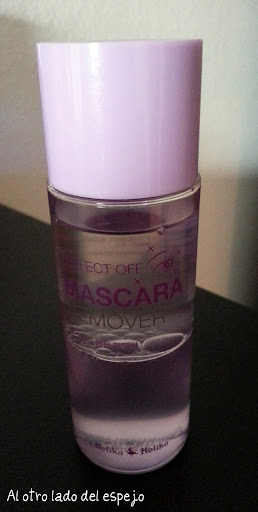 FECT OFF
MASCARA
MOVER
Holika Holika
Al otro lado del espejo